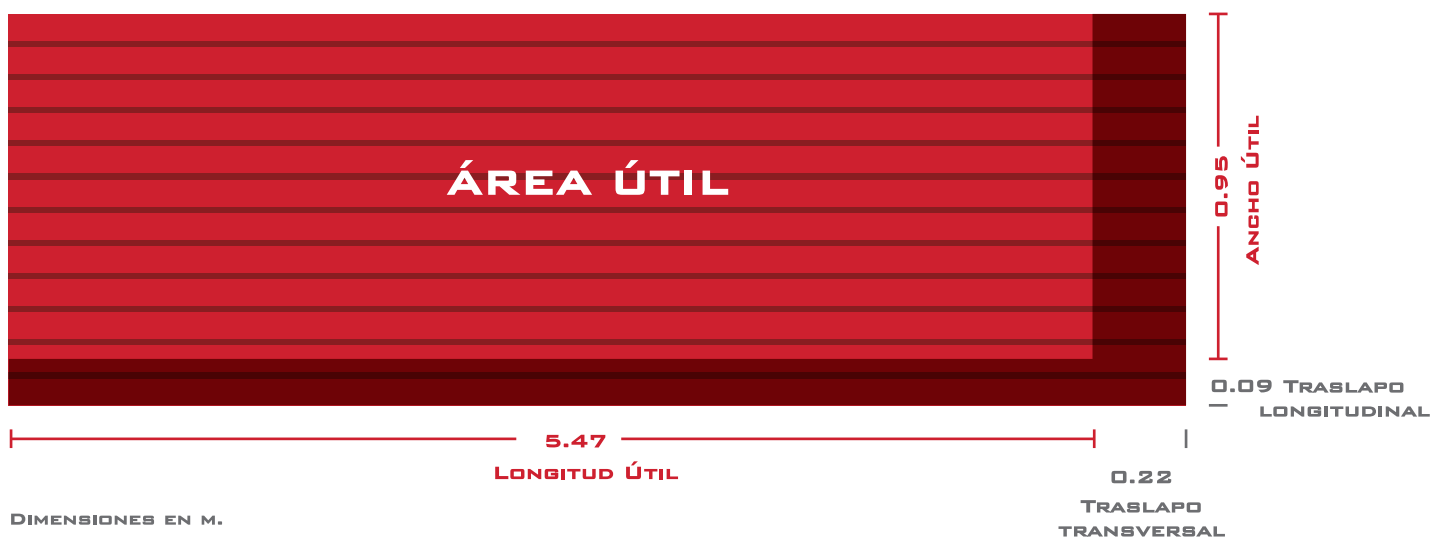 ÁREA ÚTIL
0.95
ANCHO ÚTIL
0.09 TRASLAPO
LONGITUDINAL
5.47
LONGITUD ÚTIL
0.22
TRASLAPO
TRANSVERSAL
DIMENSIONES EN M.